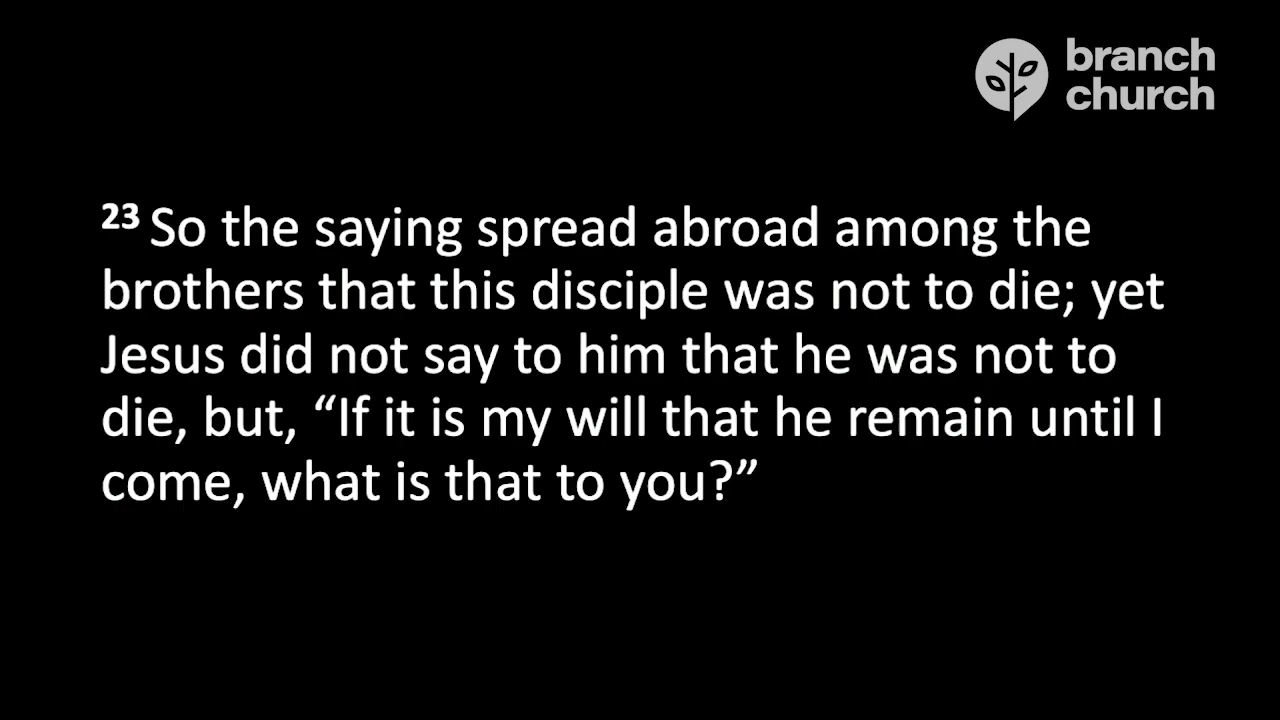 branch
church
23 So the saying spread abroad among the
brothers that this disciple was not to die; yet
Jesus did not say to him that he was not to
die, but, “If it is my will that he remain until I
come, what is that to you?”